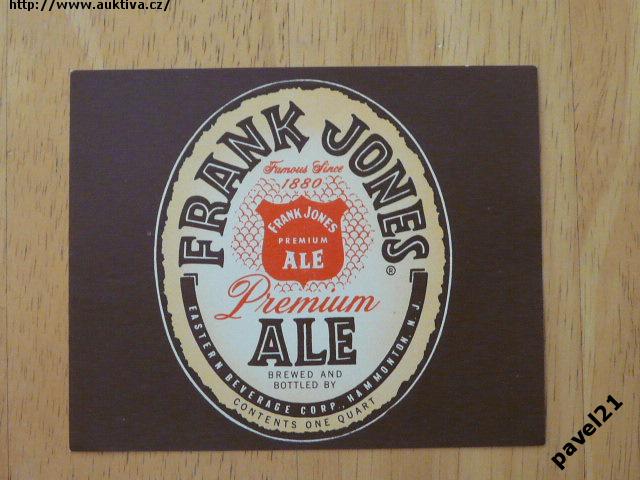 http://www.auktiva.cz/
FRANK JONES
Famous Since
1880
FRANK JONES
PREMIUM
ALE
®
Premium
ALE
BREWED AND
BOTTLED BY
EASTERN BEVERAGE CORP., HAMMONTON, N. J.
CONTENTS ONE QUART
pavel21